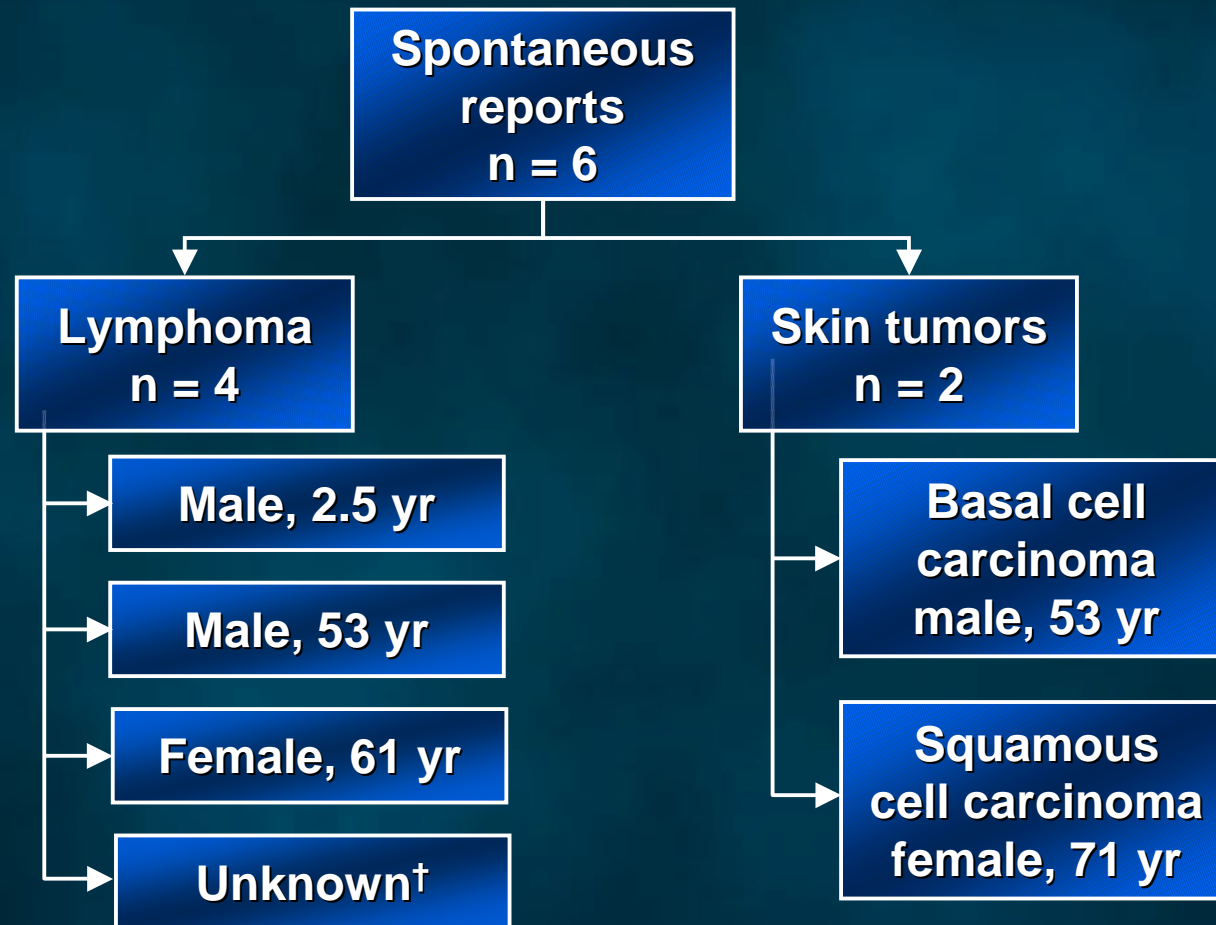 Spontaneous
reports
n = 6
Lymphoma
n = 4
Male, 2.5 yr
Male, 53 yr
Female, 61 yr
Unknown†
Skin tumors
n = 2
Basal cell
carcinoma
male, 53 yr
Squamous
cell carcinoma
female, 71 yr